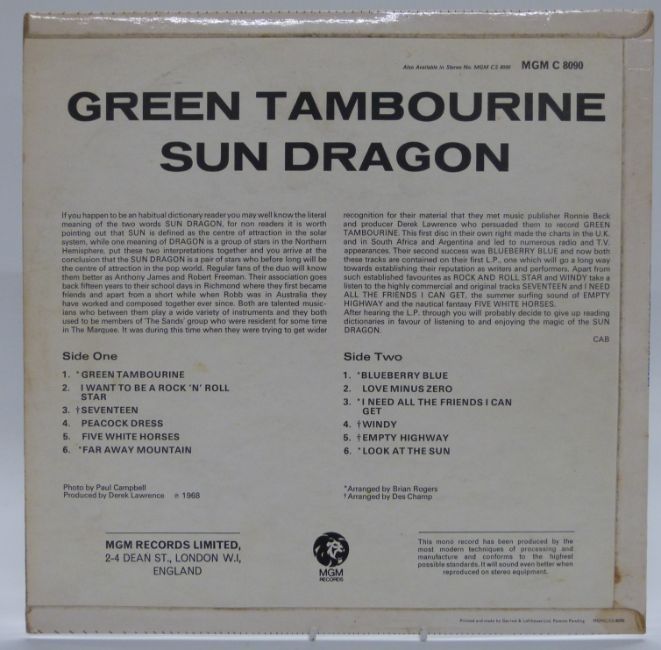 Also Available in Stereo No. MGM CS 8090 MGM C 8090
GREEN TAMBOURINE
SUN DRAGON
If you happen to be an habitual dictionary reader you may well know the literal
meaning of the two words SUN DRAGON, for non readers it is worth
pointing out that SUN is defined as the centre of attraction in the solar
system, while one meaning of DRAGON is a group of stars in the Northern
Hemisphere, put these two interpretations together and you arrive at the
conclusion that the SUN DRAGON is a pair of stars who before long will be
the centre of attraction in the pop world. Regular fans of the duo will know
them better as Anthony James and Robert Freeman. Their association goes
back fifteen years to their school days in Richmond where they first became
friends and apart from a short while when Robb was in Australia they
have worked and composed together ever since. Both are talented music-
ians who between them play a wide variety of instruments and they both
used to be members of 'The Sands' group who were resident for some time
in The Marquee. It was during this time when they were trying to get wider
recognition for their material that they met music publisher Ronnie Beck
and producer Derek Lawrence who persuaded them to record GREEN
TAMBOURINE. This first disc in their own right made the charts in the U.K.
and in South Africa and Argentina and led to numerous radio and T.V.
appearances. Their second success was BLUEBERRY BLUE and now both
these tracks are contained on their first L.P., one which will go a long way
towards establishing their reputation as writers and performers. Apart from
such established favourites as ROCK AND ROLL STAR and WINDY take a
listen to the highly commercial and original tracks SEVENTEEN and I NEED
ALL THE FRIENDS I CAN GET, the summer surfing sound of EMPTY
HIGHWAY and the nautical fantasy FIVE WHITE HORSES.
After hearing the L.P. through you will probably decide to give up reading
dictionaries in favour of listening to and enjoying the magic of the SUN
DRAGON.
CAB
Side One
1. *GREEN TAMBOURINE
2. I WANT TO BE A ROCK 'N' ROLL
STAR
3. †SEVENTEEN
4. PEACOCK DRESS
5. FIVE WHITE HORSES
6. *FAR AWAY MOUNTAIN
Side Two
1. *BLUEBERRY BLUE
2. LOVE MINUS ZERO
3. *I NEED ALL THE FRIENDS I CAN
GET
4. †WINDY
5. †EMPTY HIGHWAY
6. *LOOK AT THE SUN
Photo by Paul Campbell
Produced by Derek Lawrence ℗ 1968
*Arranged by Brian Rogers
†Arranged by Des Champ
MGM RECORDS LIMITED,
2-4 DEAN ST., LONDON W.I,
ENGLAND
MGM
RECORDS
This mono record has been produced by the
most modern techniques of processing and
manufacture and conforms to the highest
possible standards. It will sound even better when
reproduced on stereo equipment.
Printed and made by Garrod & Lofthouse Ltd. Patents Pending